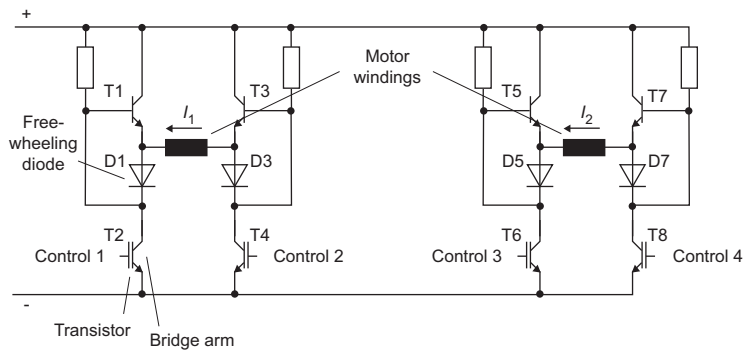 +
Motor
windings
T1
T3
T5
T7
I1
I2
Free-
wheeling
diode
D1
D3
D5
D7
T2
T4
T6
T8
Control 1
Control 2
Control 3
Control 4
-
Transistor
Bridge arm